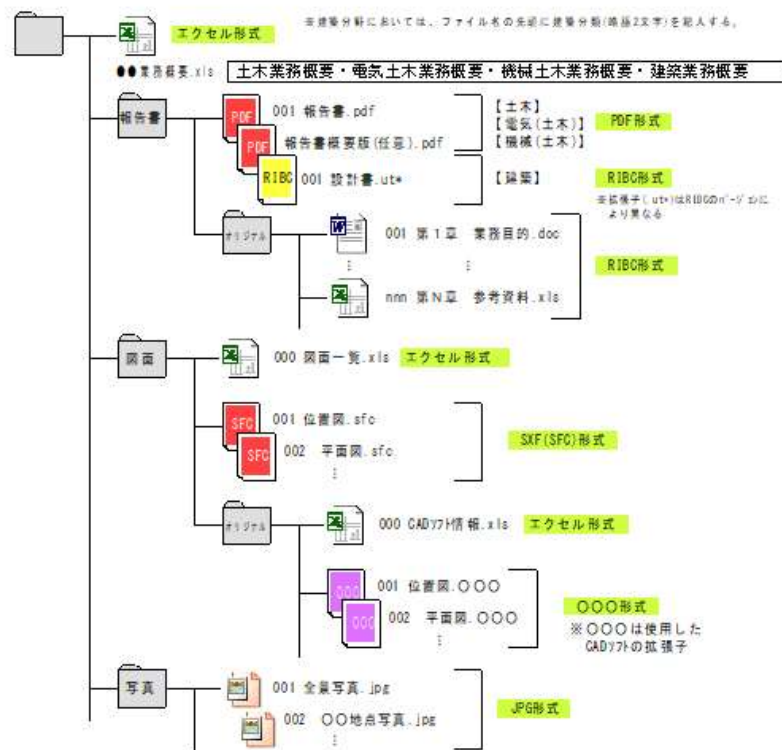 エクセル形式
※建築分野においては、ファイル名の先頭に建築分類(略語2文字)を記入する。
●●業務概要.xls
土木業務概要・電気土木業務概要・機械土木業務概要・建築業務概要
報告書
PDF
001 報告書.pdf
【土木】
【電気(土木)】
【機械(土木)】
PDF形式
PDF
報告書概要版(任意).pdf
RIBC
001 設計書.ut*
【建築】
RIBC形式
※拡張子(.ut*)はRIBCのバージョンに
より異なる
オリジナル
001 第1章 業務目的.doc
⋮ ⋮
RIBC形式
nnn 第N章 参考資料.xls
図面
000 図面一覧.xls
エクセル形式
SFC
001 位置図.sfc
SFC
002 平面図.sfc
⋮
SXF(SFC)形式
オリジナル
000 CADソフト情報.xls
エクセル形式
○○○
001 位置図.○○○
○○○
002 平面図.○○○
⋮
○○○形式
※○○○は使用した
CADソフトの拡張子
写真
001 全景写真.jpg
002 ○○地点写真.jpg
⋮
JPG形式